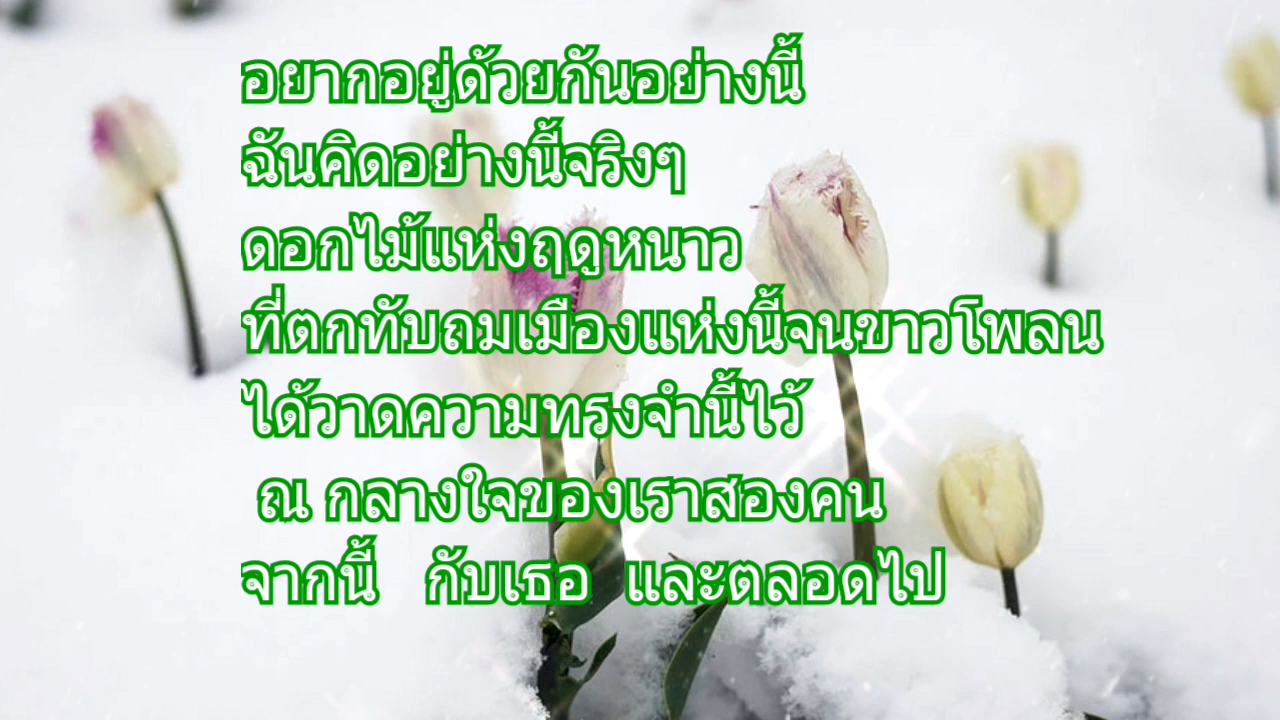 อยากอยู่ด้วยกันอย่างนี้
ฉันคิดอย่างนี้จริงๆ
ดอกไม้แห่งฤดูหนาว
ที่ตกทับถมเมืองแห่งนี้จนขาวโพลน
ได้วาดความทรงจำนี้ไว้
ณ กลางใจของเราสองคน
จากนี้ กับเธอ และตลอดไป